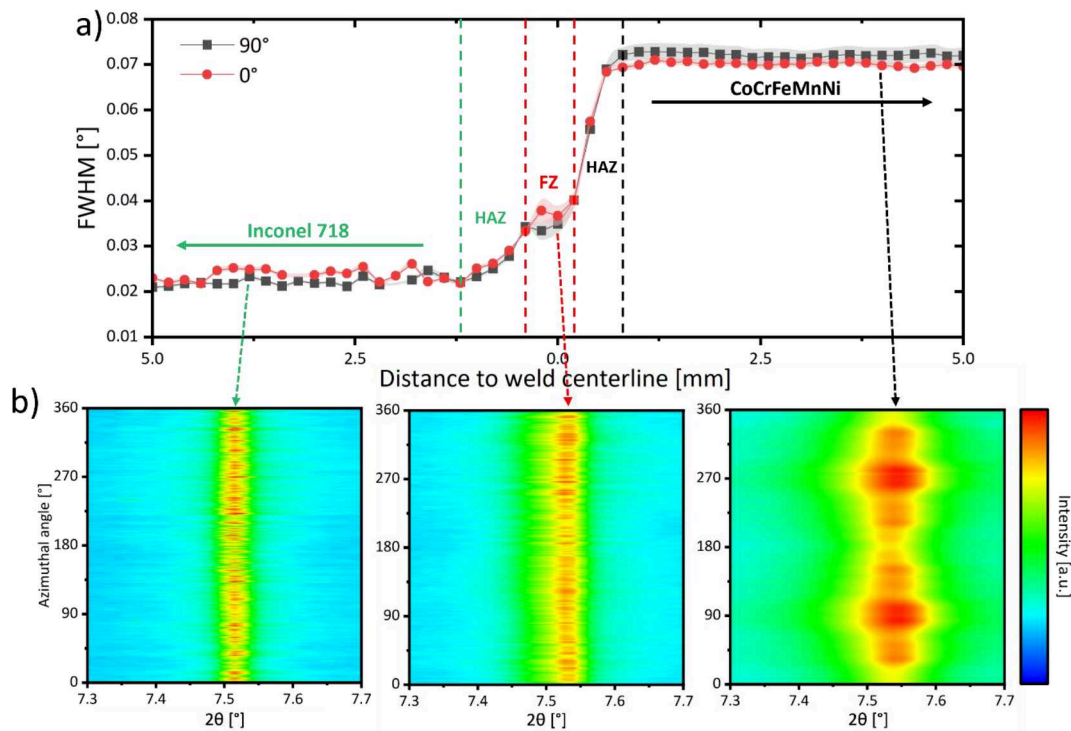 a)
90°
0°
FWHM [°]
0.08
0.07
0.06
0.05
0.04
0.03
0.02
0.01
CoCrFeMnNi
HAZ
FZ
HAZ
Inconel 718
5.0 2.5 0.0 2.5 5.0
Distance to weld centerline [mm]
b)
Azimuthal angle [°]
360
270
180
90
0
7.3 7.4 7.5 7.6 7.7
2θ [°]
360
270
180
90
0
7.3 7.4 7.5 7.6 7.7
2θ [°]
360
270
180
90
0
7.3 7.4 7.5 7.6 7.7
2θ [°]
Intensity [a.u.]